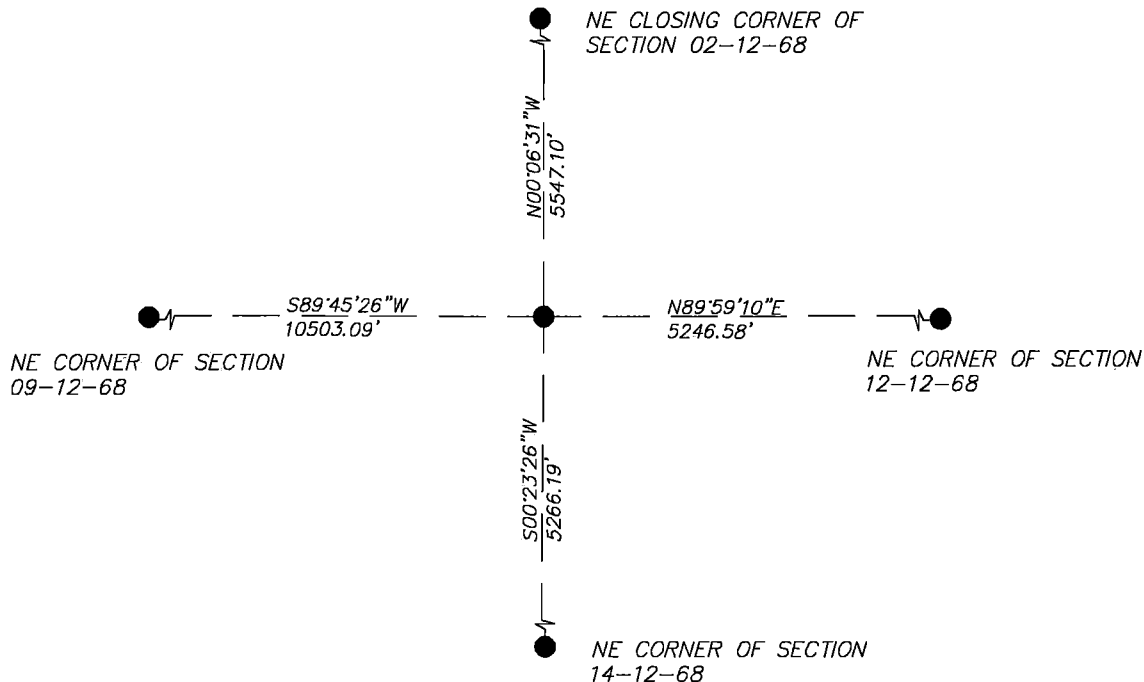 NE CLOSING CORNER OF
SECTION 02-12-68
N00°06'31"W
5547.10'
S89°45'26"W
10503.09'
N89°59'10"E
5246.58'
NE CORNER OF SECTION
09-12-68
NE CORNER OF SECTION
12-12-68
S00°23'26"W
5266.19'
NE CORNER OF SECTION
14-12-68